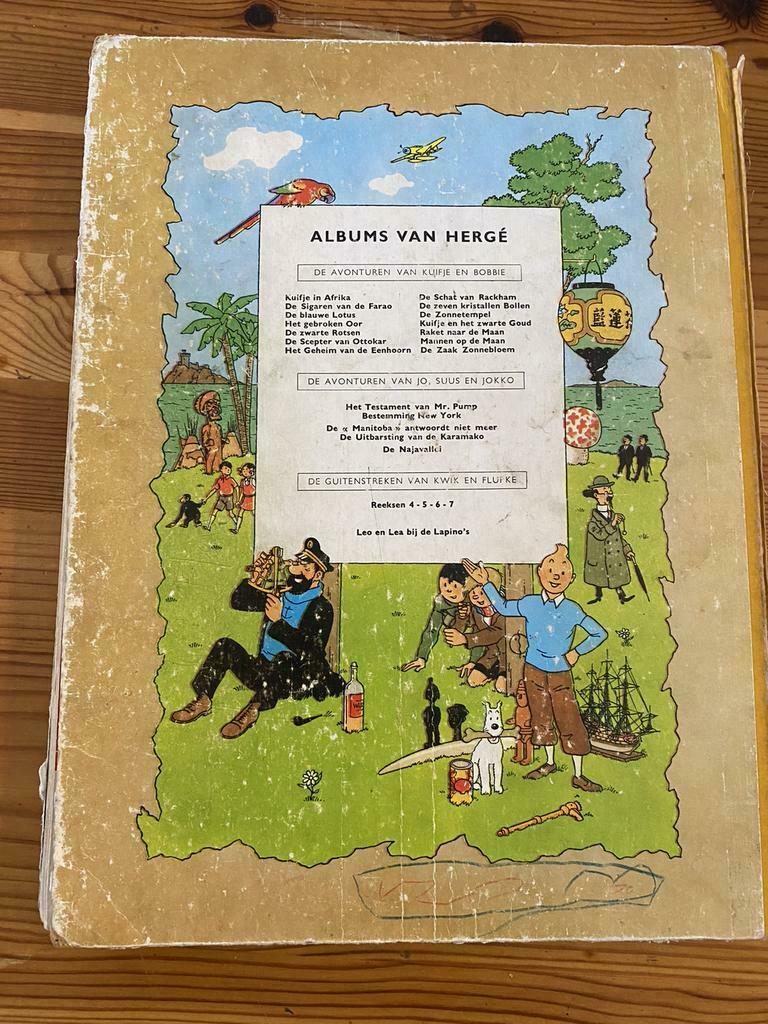 ALBUMS VAN HERGÉ
DE AVONTUREN VAN KUIFJE EN BOBBIE
Kuifje in Afrika
De Sigaren van de Farao
De blauwe Lotus
Het gebroken Oor
De zwarte Rotsen
De Scepter van Ottokar
Het Geheim van de Eenhoorn
De Schat van Rackham
De zeven kristallen Bollen
De Zonnetempel
Kuifje en het zwarte Goud
Raket naar de Maan
Mannen op de Maan
De Zaak Zonnebloem
DE AVONTUREN VAN JO, SUUS EN JOKKO
Het Testament van Mr. Pump
Bestemming New York
De « Manitoba » antwoordt niet meer
De Uitbarsting van de Karamako
De Najavallei
DE GUITENSTREKEN VAN KWIK EN FLUPKE
Reeksen 4 - 5 - 6 - 7
Leo en Lea bij de Lapino's